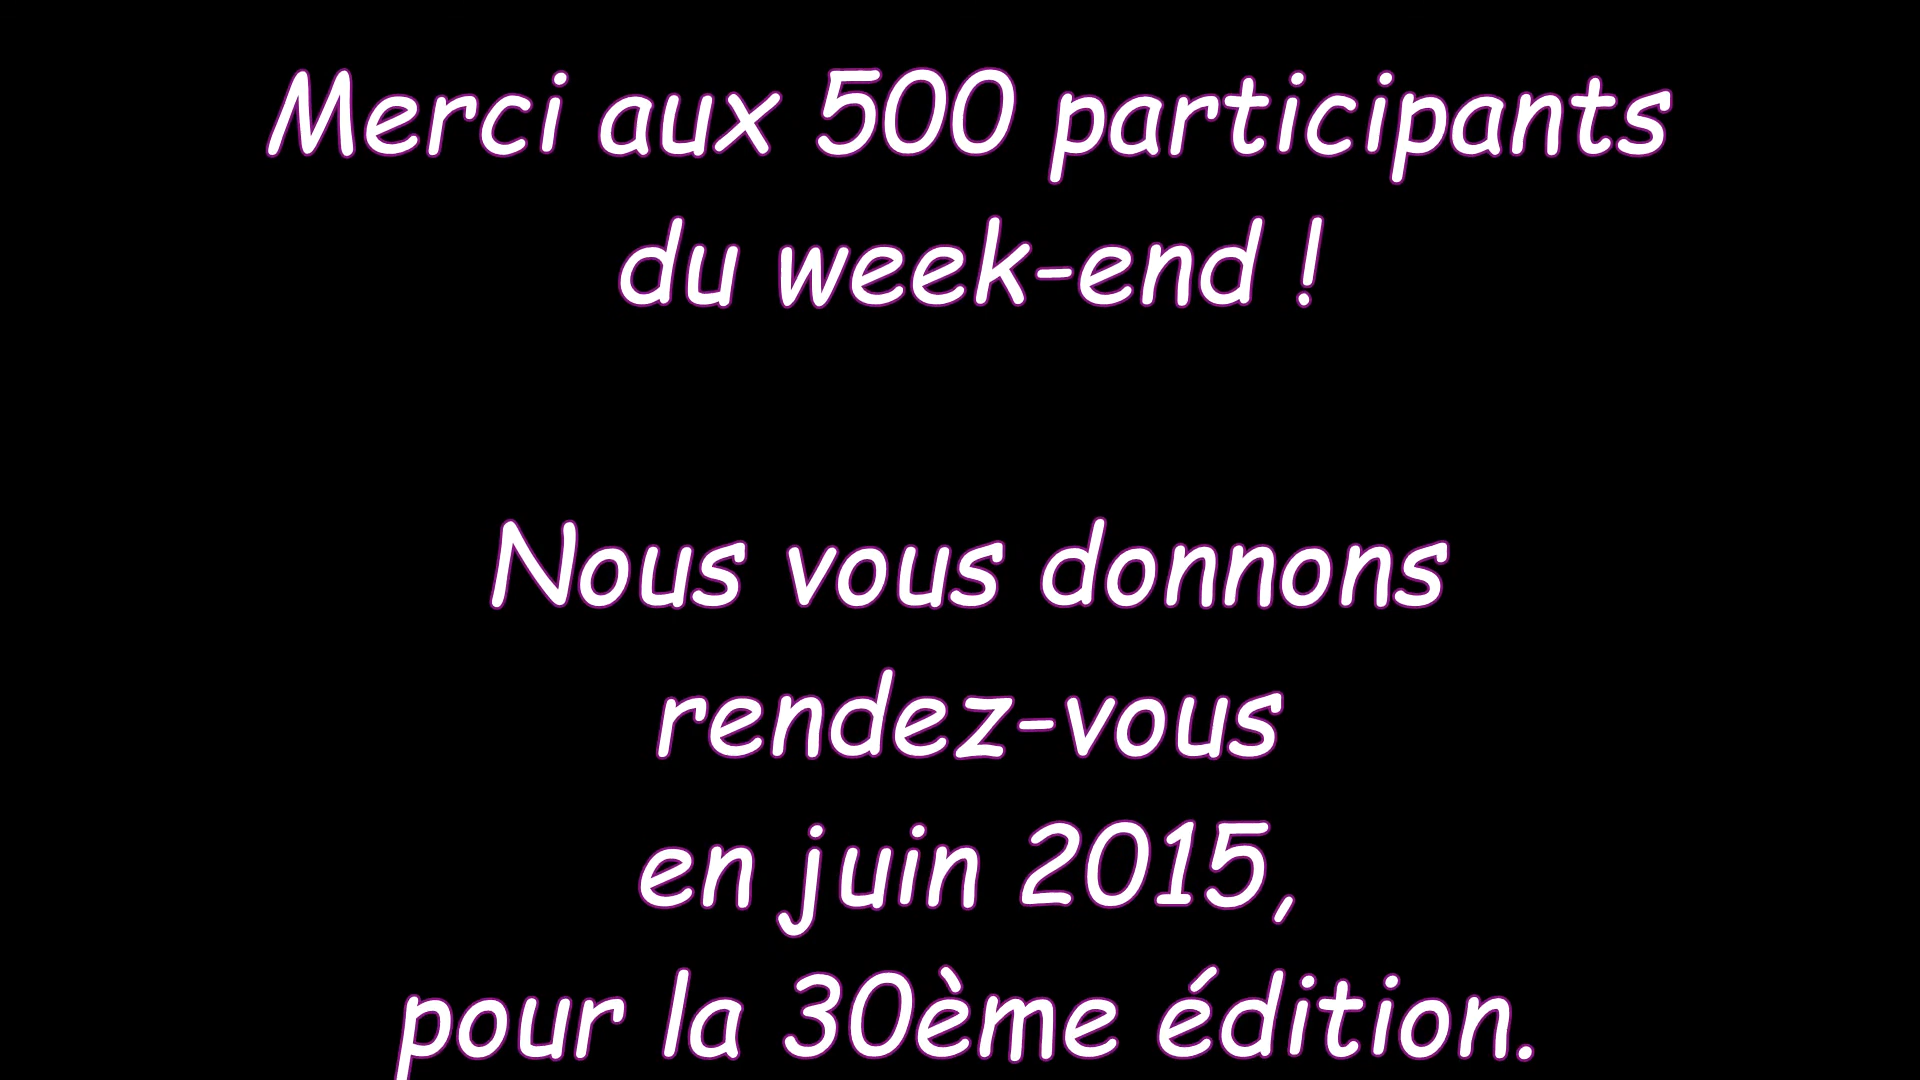 Merci aux 500 participants
du week-end !
Nous vous donnons
rendez-vous
en juin 2015,
pour la 30ème édition.